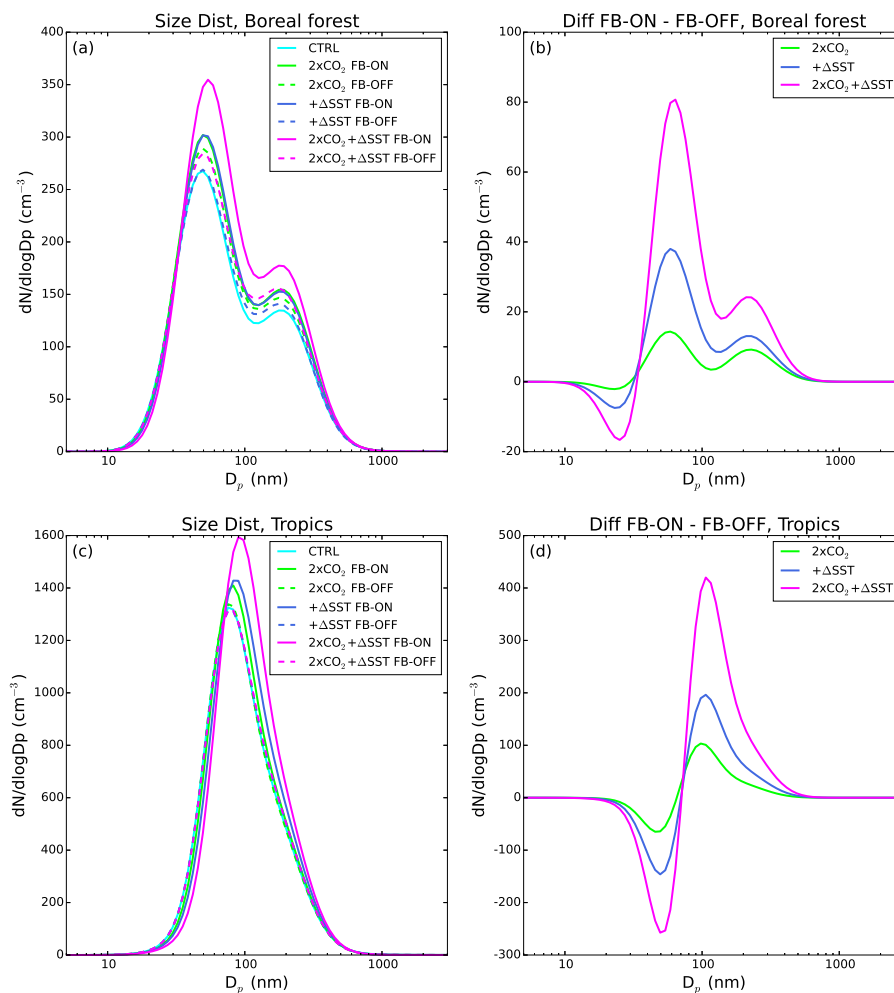 Size Dist, Boreal forest
(a)
CTRL
2xCO₂ FB-ON
2xCO₂ FB-OFF
+ΔSST FB-ON
+ΔSST FB-OFF
2xCO₂+ΔSST FB-ON
2xCO₂+ΔSST FB-OFF
400
350
300
250
200
150
100
50
0
dN/dlogDp (cm⁻³)
10 100 1000
Dₚ (nm)
Diff FB-ON - FB-OFF, Boreal forest
(b)
2xCO₂
+ΔSST
2xCO₂+ΔSST
100
80
60
40
20
0
-20
dN/dlogDp (cm⁻³)
10 100 1000
Dₚ (nm)
Size Dist, Tropics
(c)
CTRL
2xCO₂ FB-ON
2xCO₂ FB-OFF
+ΔSST FB-ON
+ΔSST FB-OFF
2xCO₂+ΔSST FB-ON
2xCO₂+ΔSST FB-OFF
1600
1400
1200
1000
800
600
400
200
0
dN/dlogDp (cm⁻³)
10 100 1000
Dₚ (nm)
Diff FB-ON - FB-OFF, Tropics
(d)
2xCO₂
+ΔSST
2xCO₂+ΔSST
500
400
300
200
100
0
-100
-200
-300
dN/dlogDp (cm⁻³)
10 100 1000
Dₚ (nm)